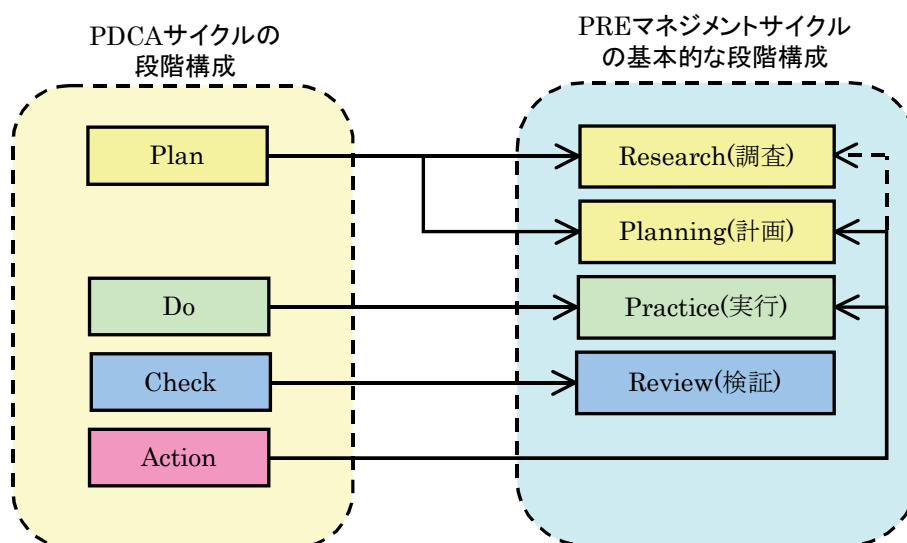 PDCAサイクルの
段階構成
PREマネジメントサイクル
の基本的な段階構成
Plan
Research(調査)
Planning(計画)
Do
Practice(実行)
Check
Review(検証)
Action